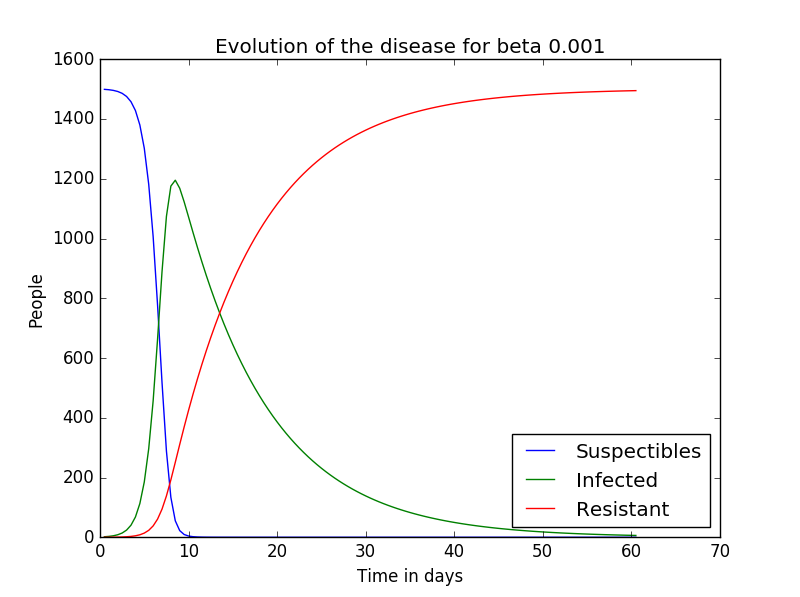 Evolution of the disease for beta 0.001
1600
1400
1200
1000
800
600
400
200
0
People
Suspectibles
Infected
Resistant
0 10 20 30 40 50 60 70
Time in days